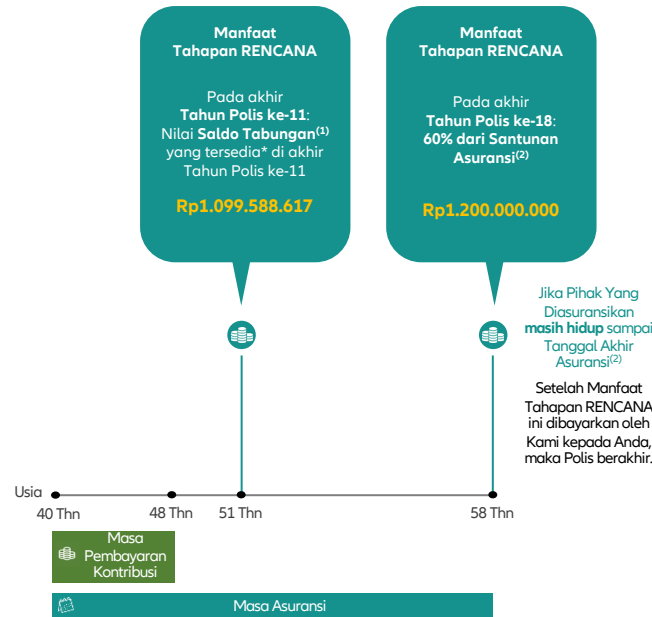 Manfaat
Tahapan RENCANA
Pada akhir
Tahun Polis ke-11:
Nilai Saldo Tabungan(1)
yang tersedia* di akhir
Tahun Polis ke-11
Rp1.099.588.617
Manfaat
Tahapan RENCANA
Pada akhir
Tahun Polis ke-18:
60% dari Santunan
Asuransi(2)
Rp1.200.000.000
Jika Pihak Yang
Diasuransikan
masih hidup sampai
Tanggal Akhir
Asuransi(2)
Setelah Manfaat
Tahapan RENCANA
ini dibayarkan oleh
Kami kepada Anda,
maka Polis berakhir.
Usia
40 Thn
48 Thn
51 Thn
58 Thn
Masa
Pembayaran
Kontribusi
Masa Asuransi